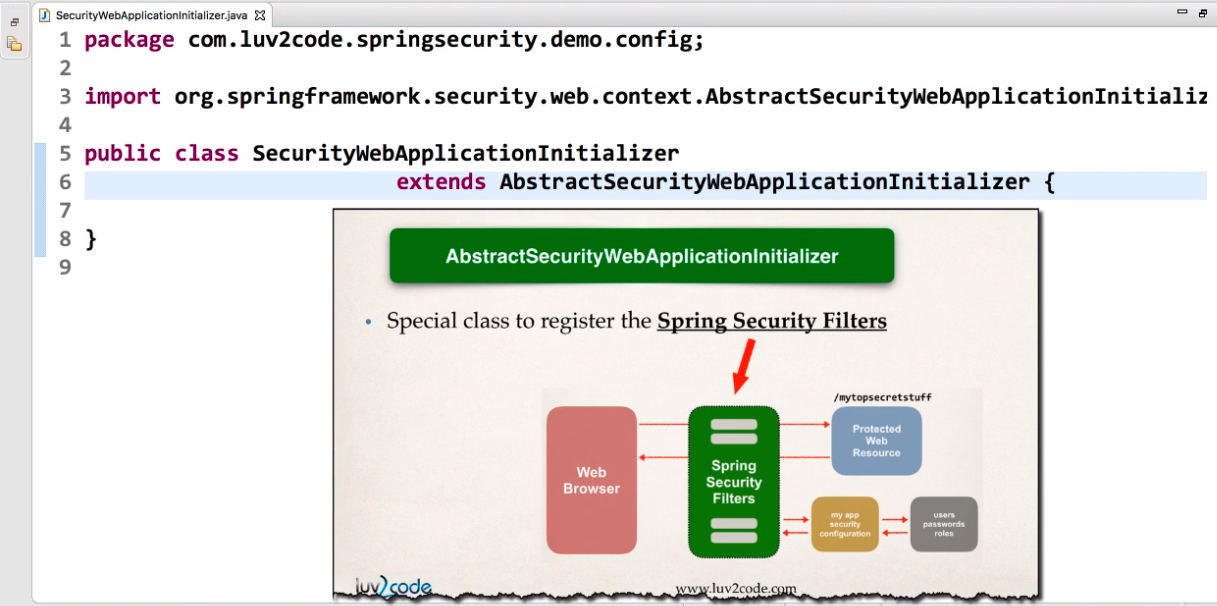 SecurityWebApplicationInitializer.java
1 package com.luv2code.springsecurity.demo.config;
2
3 import org.springframework.security.web.context.AbstractSecurityWebApplicationInitializ
4
5 public class SecurityWebApplicationInitializer
6 extends AbstractSecurityWebApplicationInitializer {
7
8 }
9
AbstractSecurityWebApplicationInitializer
• Special class to register the Spring Security Filters
/mytopsecretstuff
Web
Browser
Spring
Security
Filters
Protected
Web
Resource
my app
security
configuration
users
passwords
roles
luv2code
www.luv2code.com